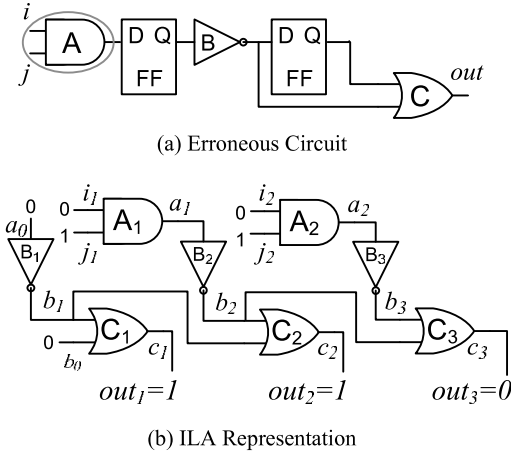 i
j
A
D Q
FF
B
D Q
FF
C
out
(a) Erroneous Circuit
0
a0
B1
0
i1
1
j1
A1
a1
B2
0
i2
1
j2
A2
a2
B3
b1
0
b0
C1
c1
b2
C2
c2
b3
C3
c3
out1=1
out2=1
out3=0
(b) ILA Representation